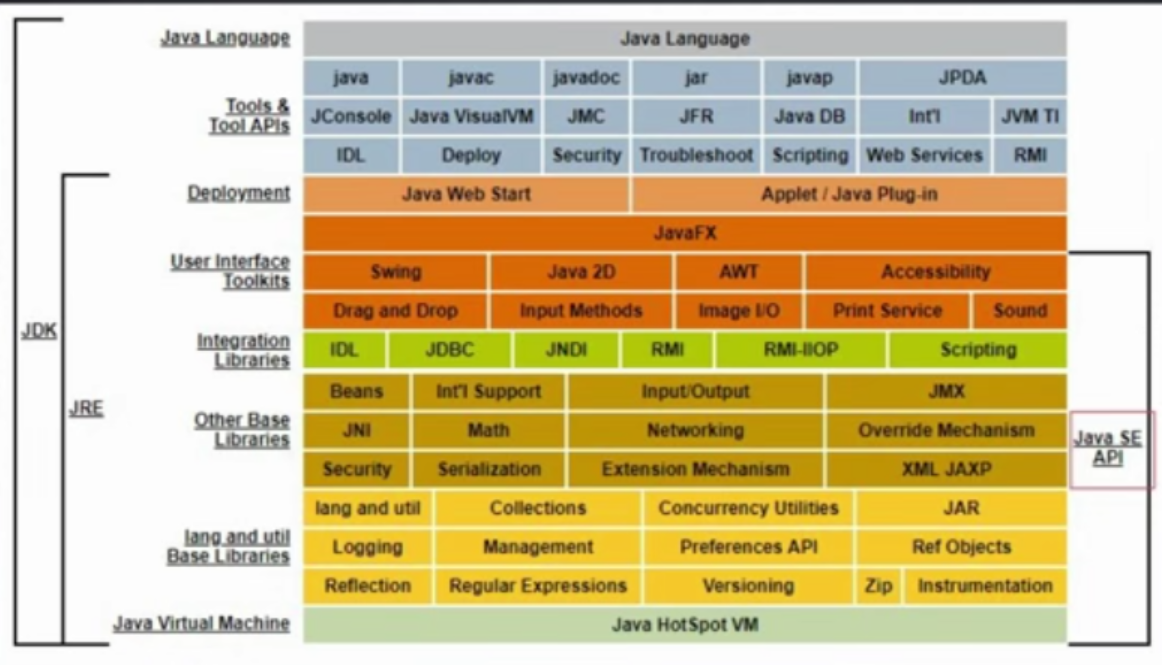 Java Language Java Language
java javac javadoc jar javap JPDA
Tools &
Tool APIs
JConsole Java VisualVM JMC JFR Java DB Int'l JVM TI
IDL Deploy Security Troubleshoot Scripting Web Services RMI
Deployment Java Web Start Applet / Java Plug-in
JavaFX
User Interface
Toolkits
Swing Java 2D AWT Accessibility
Drag and Drop Input Methods Image I/O Print Service Sound
JDK
Integration
Libraries
IDL JDBC JNDI RMI RMI-IIOP Scripting
Beans Int'l Support Input/Output JMX
JRE
Other Base
Libraries
JNI Math Networking Override Mechanism
Java SE
API
Security Serialization Extension Mechanism XML JAXP
lang and util Collections Concurrency Utilities JAR
lang and util
Base Libraries
Logging Management Preferences API Ref Objects
Reflection Regular Expressions Versioning Zip Instrumentation
Java Virtual Machine Java HotSpot VM